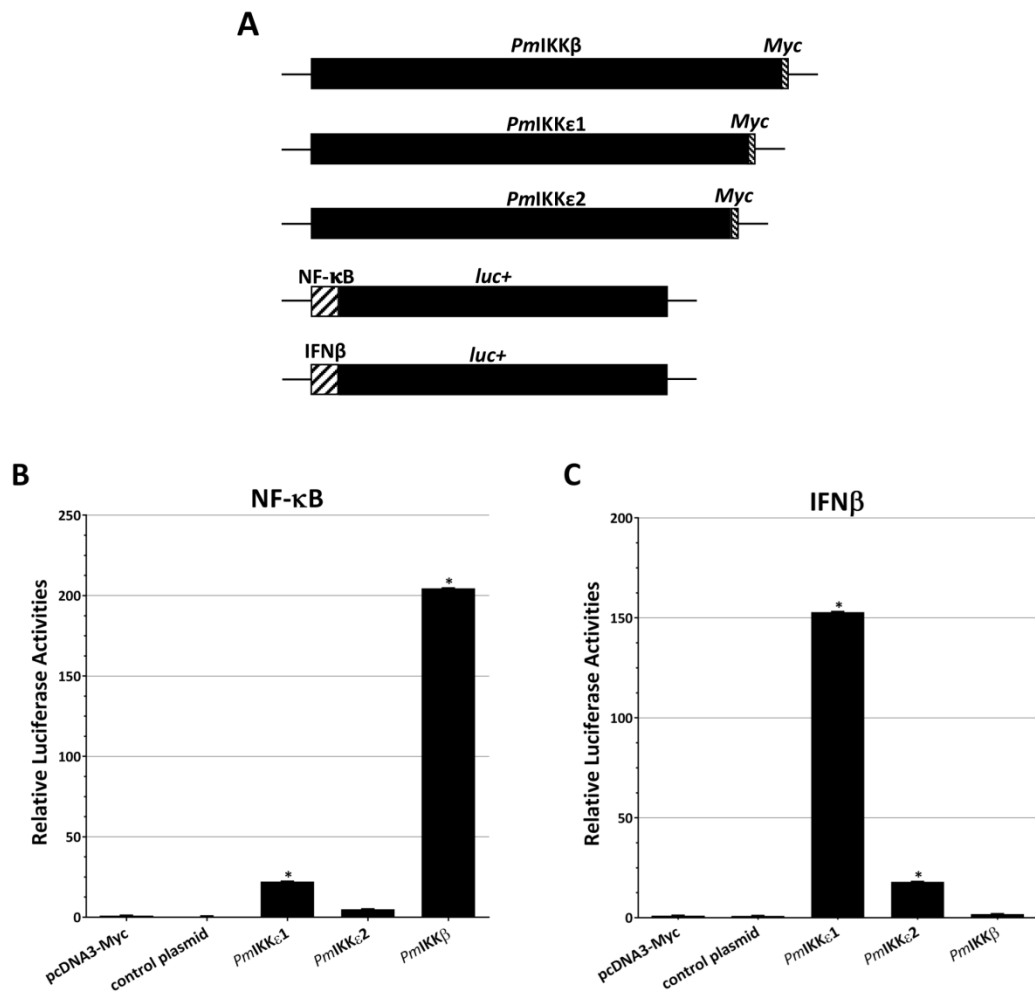 A
PmIKKβ
Myc
PmIKKε1
Myc
PmIKKε2
Myc
NF-κB
luc+
IFNβ
luc+
B
NF-κB
Relative Luciferase Activities
250
200
150
100
50
0
*
*
pcDNA3-Myc
control plasmid
PmIKKε1
PmIKKε2
PmIKKβ
C
IFNβ
Relative Luciferase Activities
200
150
100
50
0
*
*
pcDNA3-Myc
control plasmid
PmIKKε1
PmIKKε2
PmIKKβ